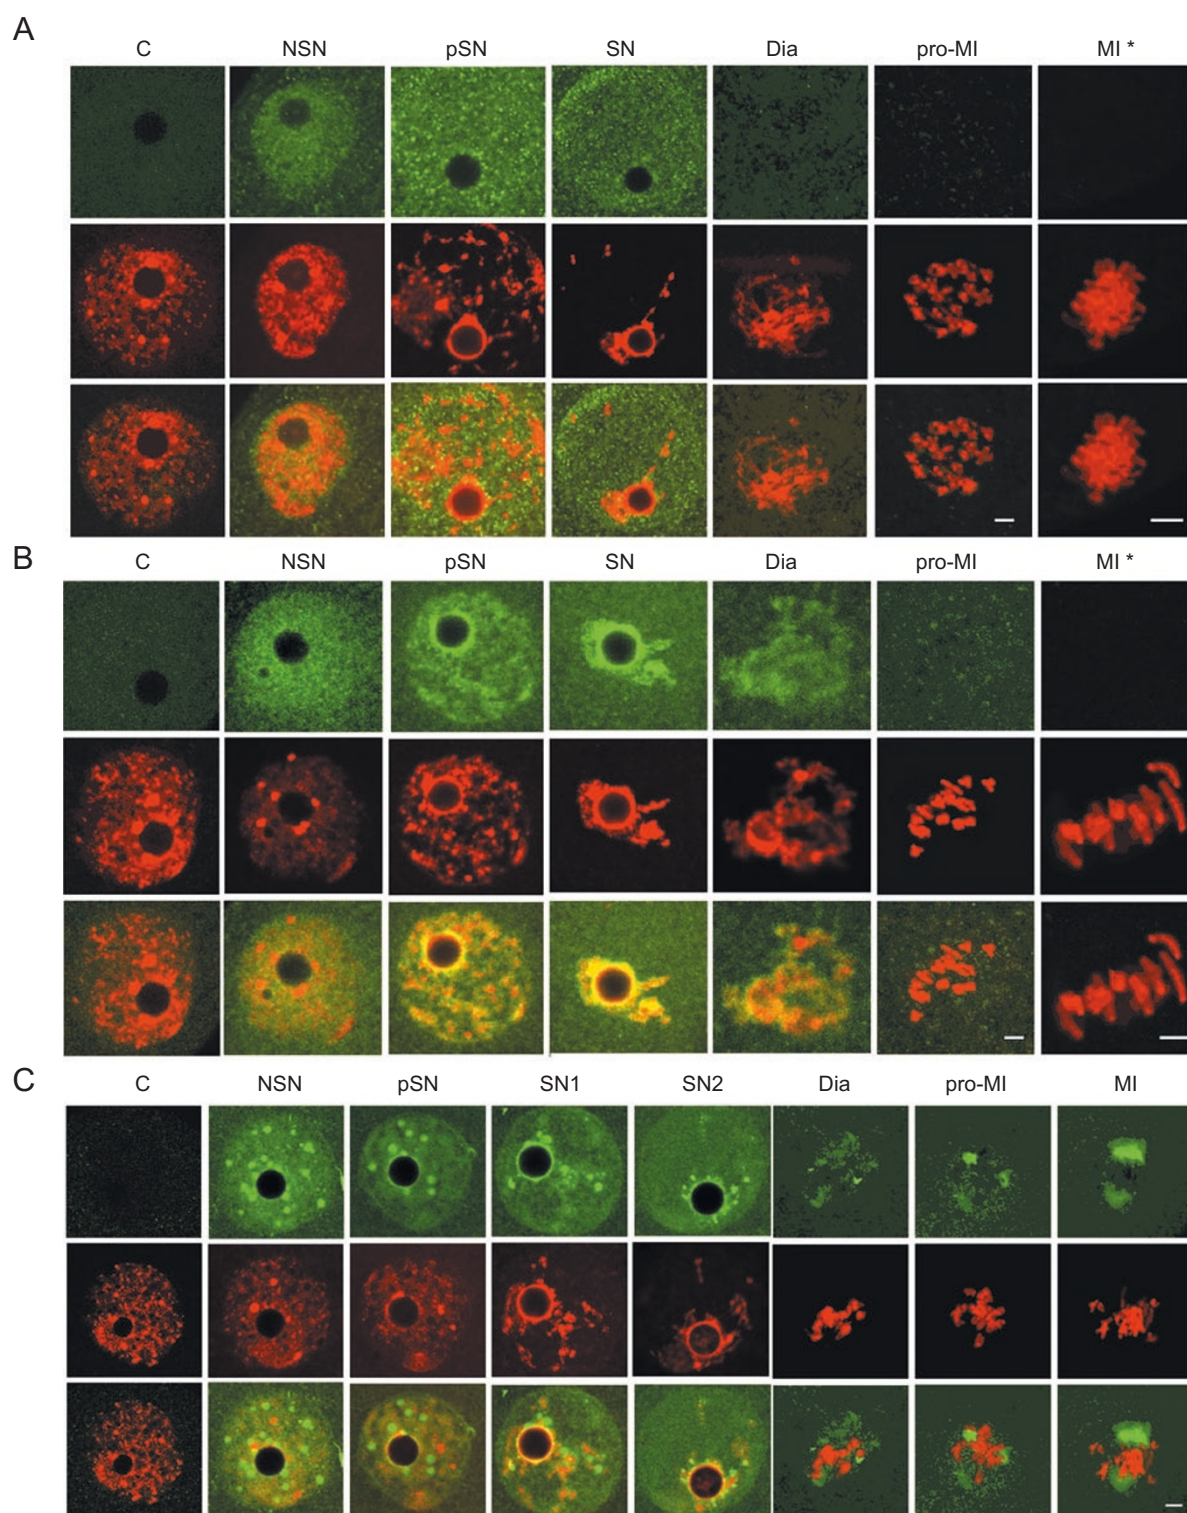 A
C NSN pSN SN Dia pro-MI MI *
B
C NSN pSN SN Dia pro-MI MI *
C
C NSN pSN SN1 SN2 Dia pro-MI MI